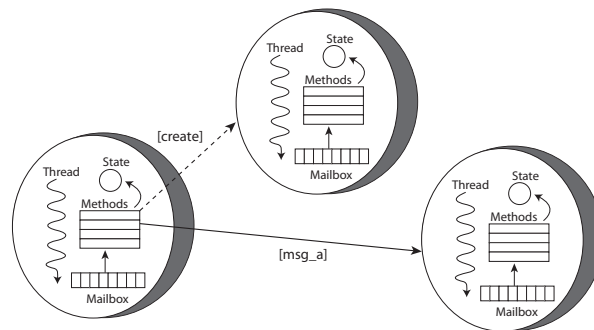 State
Thread
Methods
Mailbox
[create]
State
Thread
Methods
Mailbox
[msg_a]
State
Thread
Methods
Mailbox